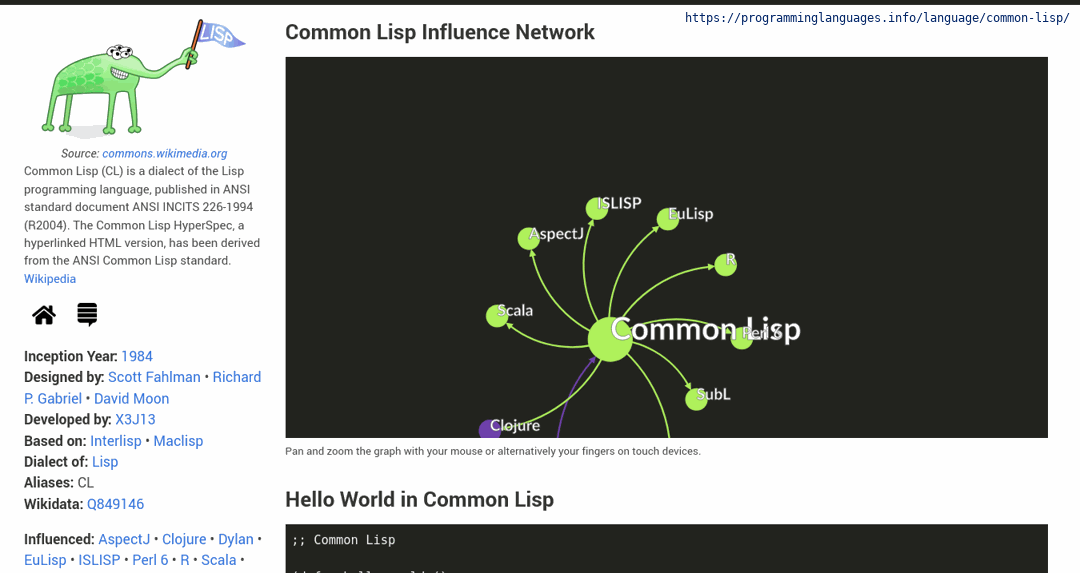 https://programminglanguages.info/language/common-lisp/
LISP
Source: commons.wikimedia.org
Common Lisp (CL) is a dialect of the Lisp
programming language, published in ANSI
standard document ANSI INCITS 226-1994
(R2004). The Common Lisp HyperSpec, a
hyperlinked HTML version, has been derived
from the ANSI Common Lisp standard.
Wikipedia
Inception Year: 1984
Designed by: Scott Fahlman • Richard
P. Gabriel • David Moon
Developed by: X3J13
Based on: Interlisp • Maclisp
Dialect of: Lisp
Aliases: CL
Wikidata: Q849146
Influenced: AspectJ • Clojure • Dylan •
EuLisp • ISLISP • Perl 6 • R • Scala •
Common Lisp Influence Network
ISLISP
EuLisp
AspectJ
R
Scala
Common Lisp
SubL
Clojure
Pan and zoom the graph with your mouse or alternatively your fingers on touch devices.
Hello World in Common Lisp
;; Common Lisp